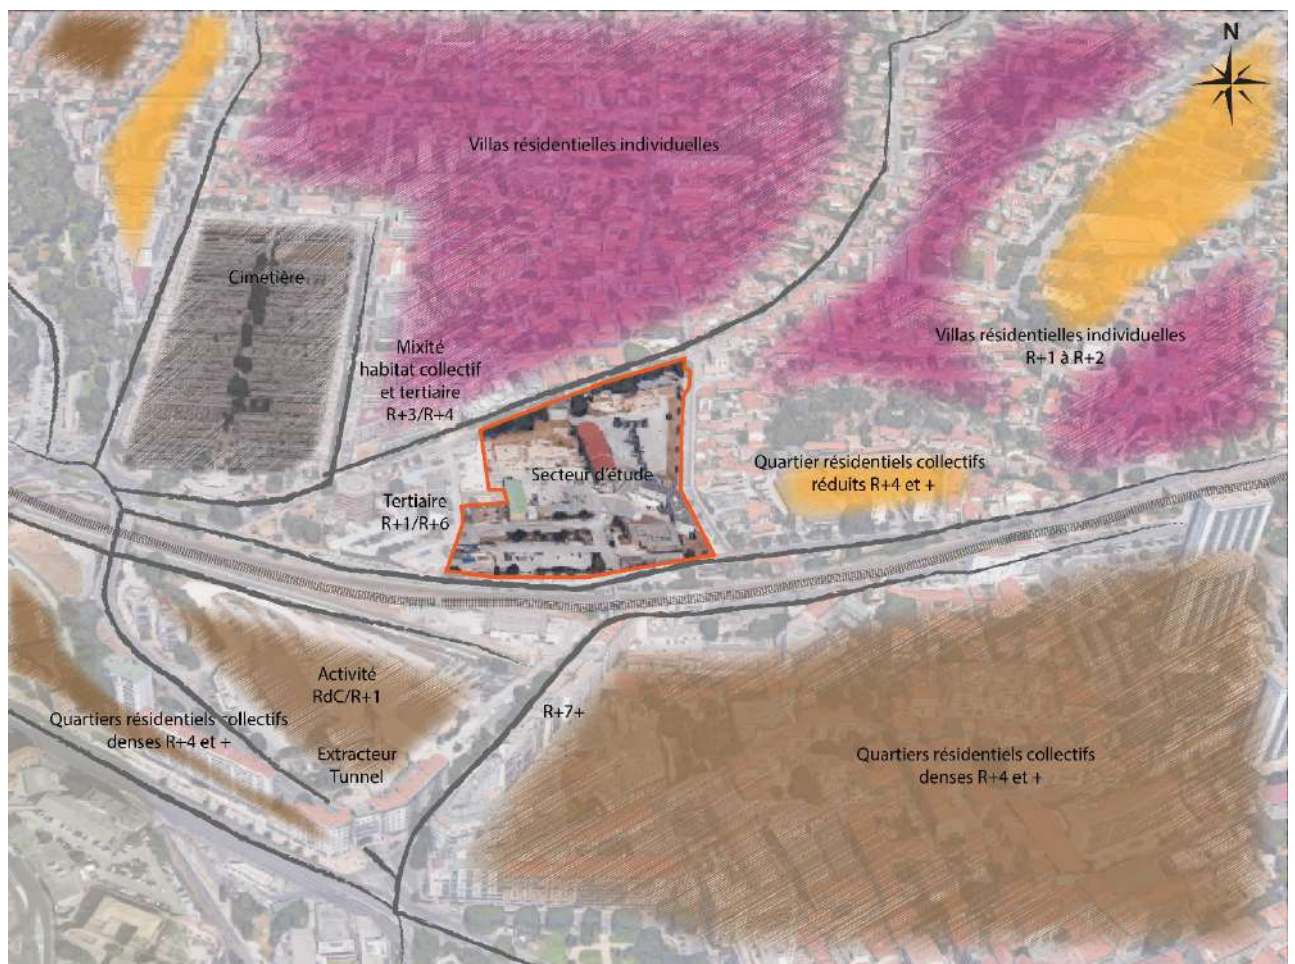 N
Villas résidentielles individuelles
Cimetière
Villas résidentielles individuelles
R+1 à R+2
Mixité
habitat collectif
et tertiaire
R+3/R+4
Quartier résidentiels collectifs
réduits R+4 et +
Secteur d'étude
Tertiaire
R+1/R+6
Activité
RdC/R+1
R+7+
Quartiers résidentiels collectifs
denses R+4 et +
Extracteur
Tunnel
Quartiers résidentiels collectifs
denses R+4 et +